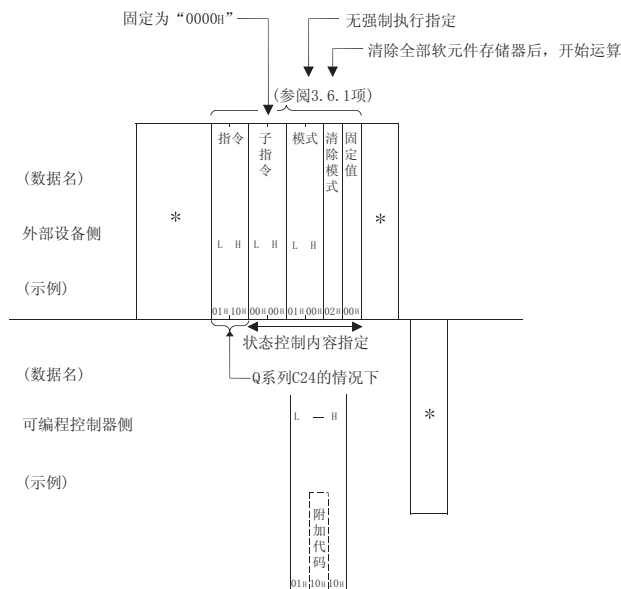 固定为“0000H”
无强制执行指定
清除全部软元件存储器后，开始运算
(参阅3.6.1项)
指令 子指令 模式 清除模式 固定值
(数据名)
外部设备侧
* *
L H L H L H
(示例)
01H 10H 00H 00H 01H 00H 02H 00H
状态控制内容指定
(数据名)
Q系列C24的情况下
可编程控制器侧
L — H
*
(示例)
附加代码
01H 10H 10H